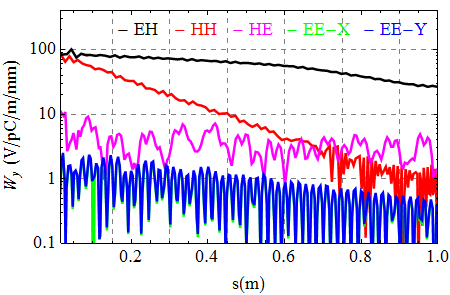 – EH – HH – HE – EE-X – EE-Y
100
10
1
0.1
W_y (V/pC/m/mm)
0.2 0.4 0.6 0.8 1.0
s(m)